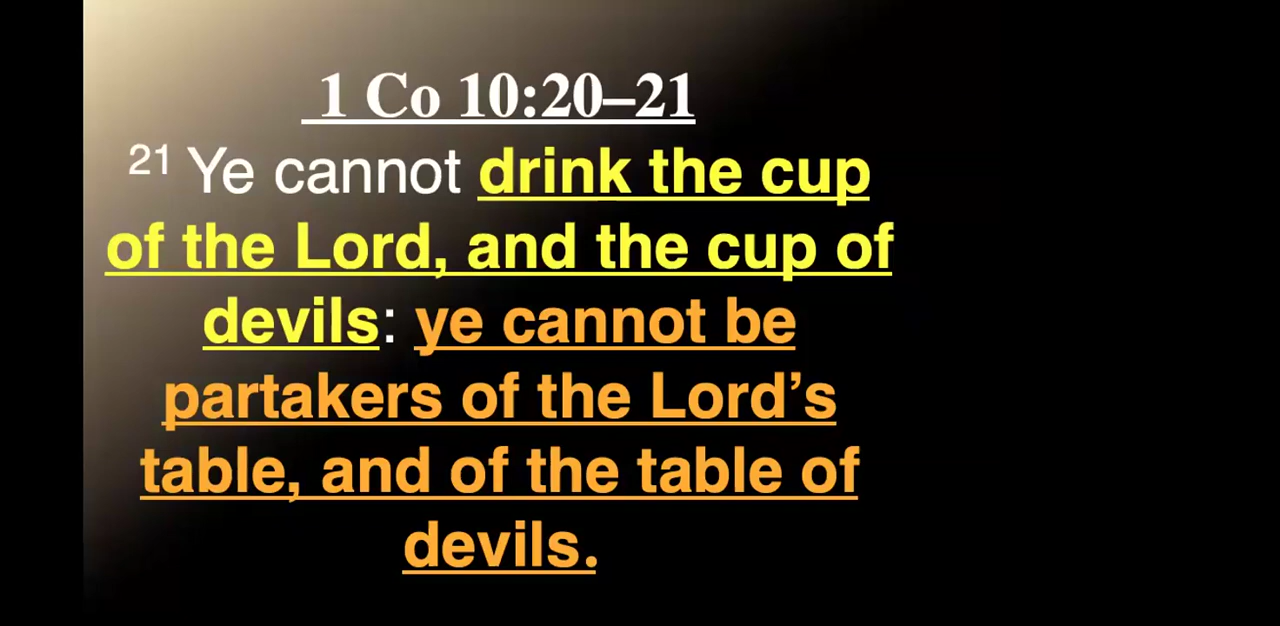 1 Co 10:20–21
21 Ye cannot drink the cup
of the Lord, and the cup of
devils: ye cannot be
partakers of the Lord’s
table, and of the table of
devils.